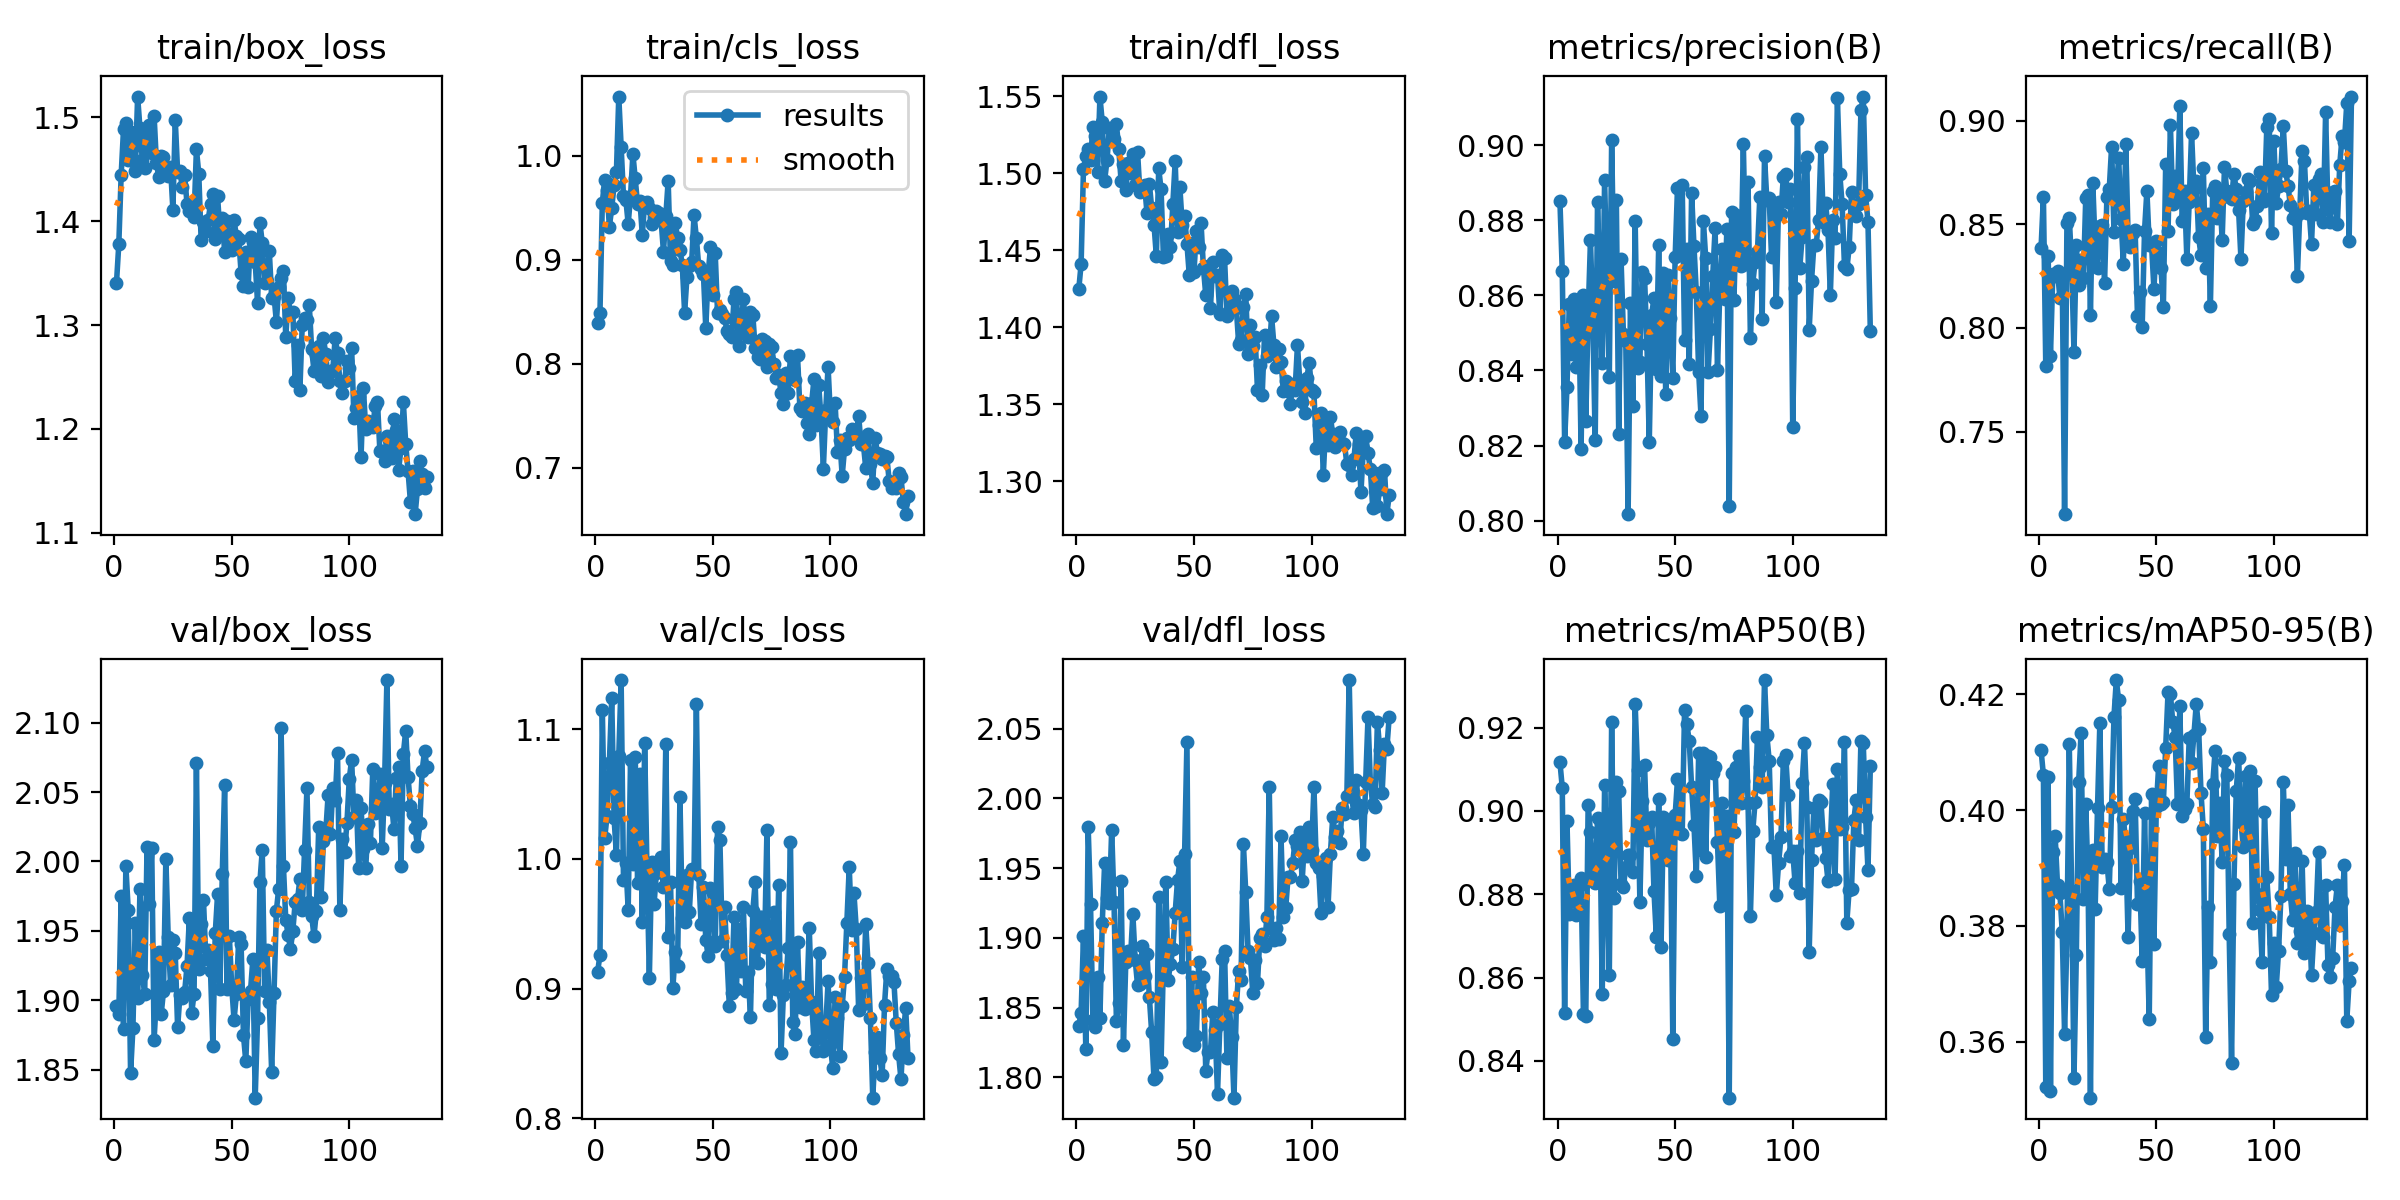 train/box_loss
1.5
1.4
1.3
1.2
1.1
0 50 100
train/cls_loss
results
smooth
1.0
0.9
0.8
0.7
0 50 100
train/dfl_loss
1.55
1.50
1.45
1.40
1.35
1.30
0 50 100
metrics/precision(B)
0.90
0.88
0.86
0.84
0.82
0.80
0 50 100
metrics/recall(B)
0.90
0.85
0.80
0.75
0 50 100
val/box_loss
2.10
2.05
2.00
1.95
1.90
1.85
0 50 100
val/cls_loss
1.1
1.0
0.9
0.8
0 50 100
val/dfl_loss
2.05
2.00
1.95
1.90
1.85
1.80
0 50 100
metrics/mAP50(B)
0.92
0.90
0.88
0.86
0.84
0 50 100
metrics/mAP50-95(B)
0.42
0.40
0.38
0.36
0 50 100